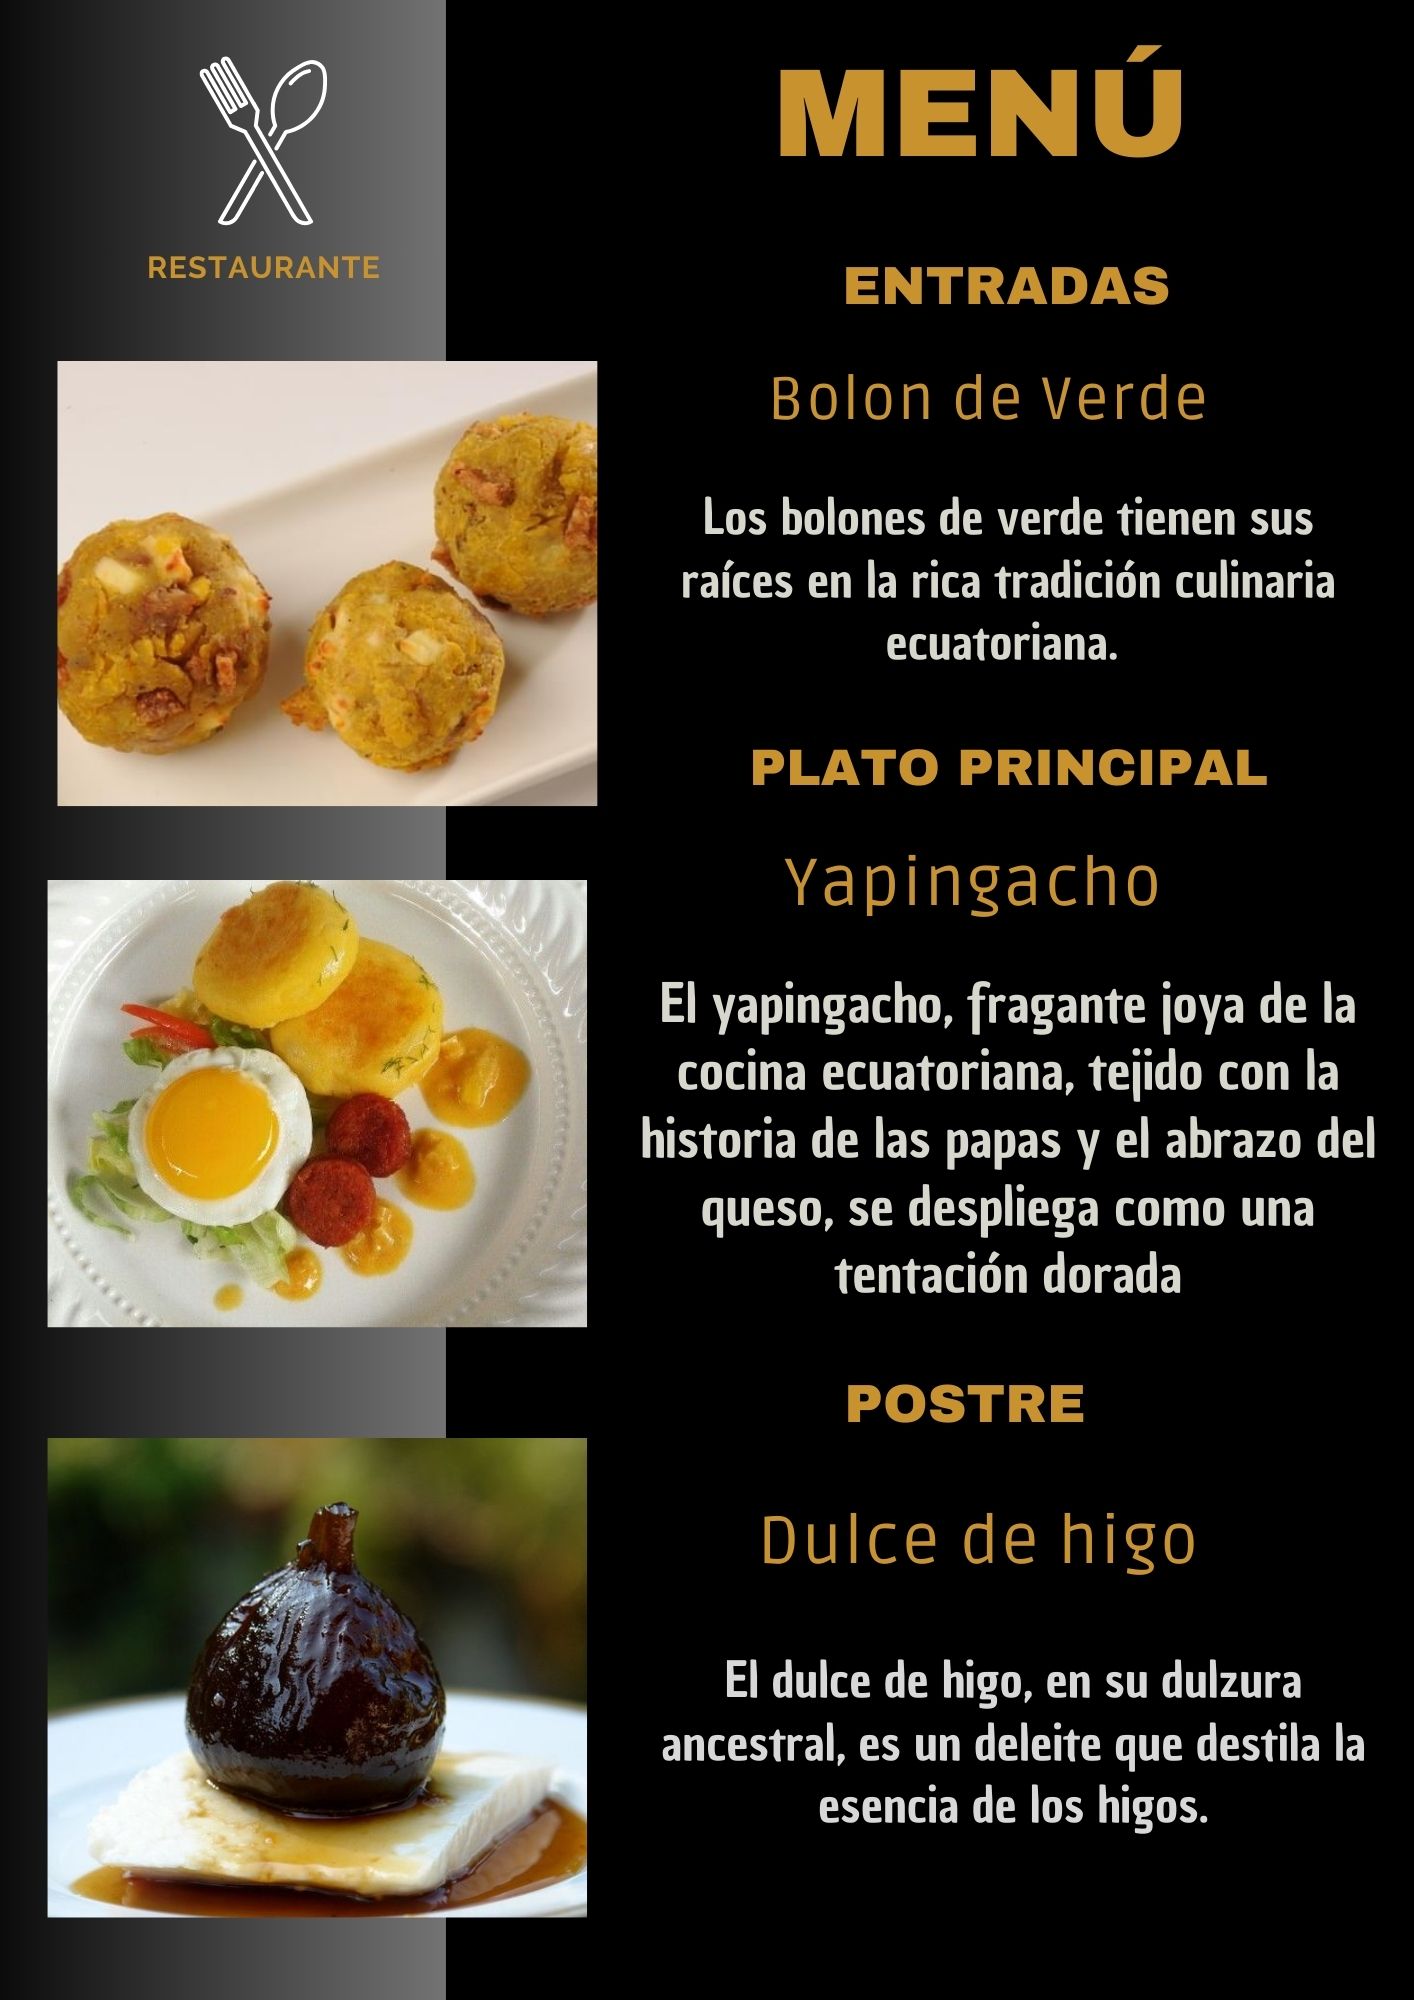 RESTAURANTE
MENÚ
ENTRADAS
Bolon de Verde
Los bolones de verde tienen sus
raíces en la rica tradición culinaria
ecuatoriana.
PLATO PRINCIPAL
Yapingacho
El yapingacho, fragante joya de la
cocina ecuatoriana, tejido con la
historia de las papas y el abrazo del
queso, se despliega como una
tentación dorada
POSTRE
Dulce de higo
El dulce de higo, en su dulzura
ancestral, es un deleite que destila la
esencia de los higos.